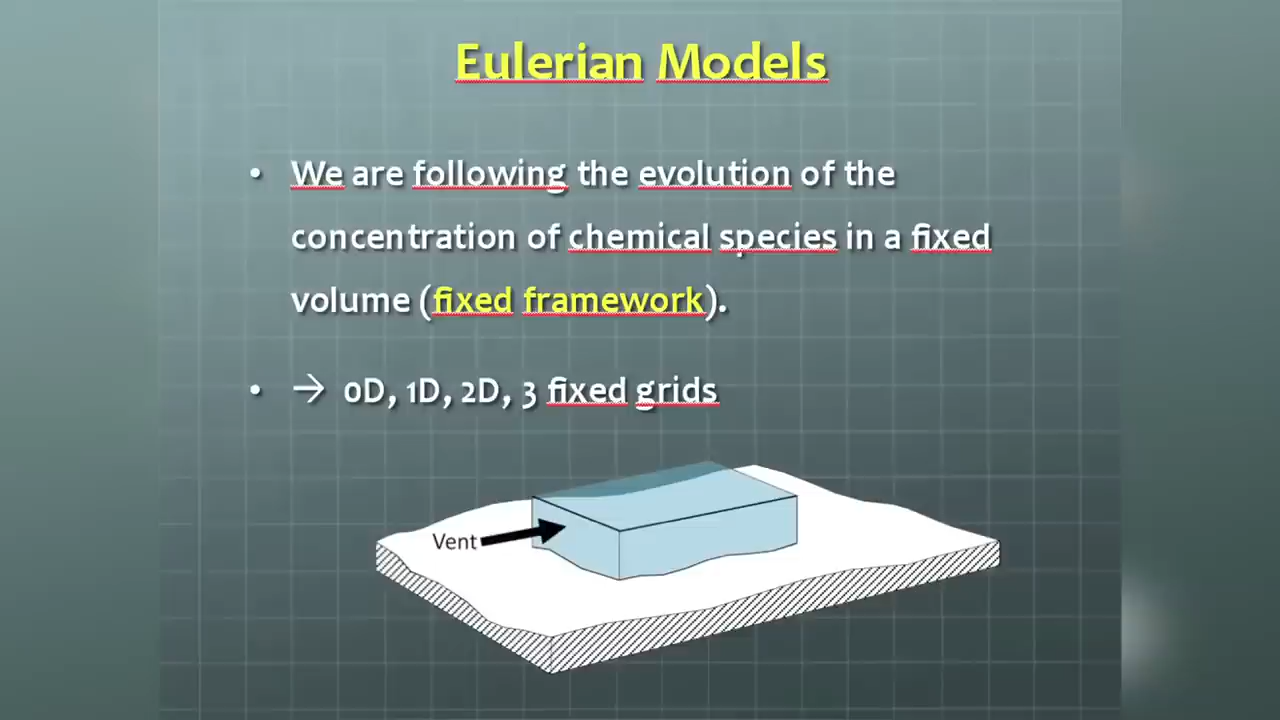 Eulerian Models
• We are following the evolution of the
concentration of chemical species in a fixed
volume (fixed framework).
• → 0D, 1D, 2D, 3 fixed grids
Vent